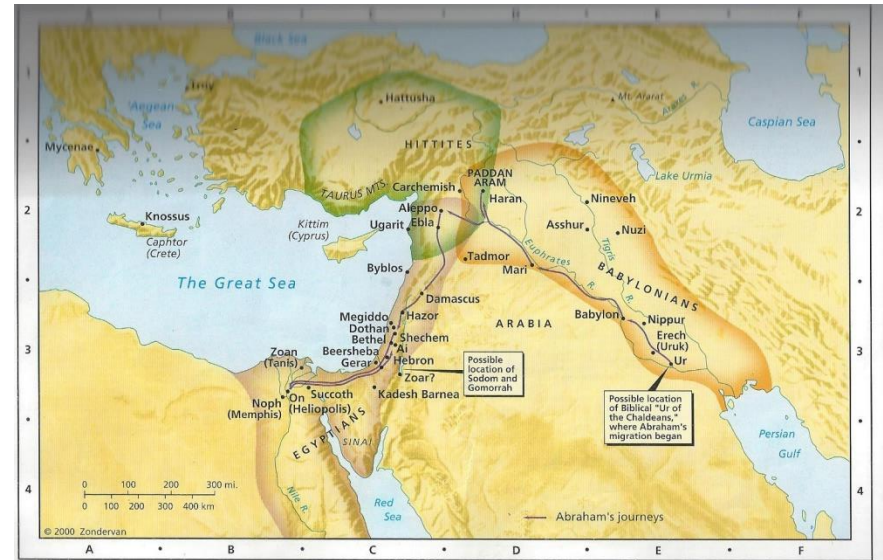 Black Sea
Troy
Hattusha
Mt. Ararat
Araxes R.
Aegean
Sea
Caspian Sea
Mycenae
HITTITES
Lake Urmia
TAURUS MTS.
Carchemish
PADDAN
ARAM
Haran
Nineveh
Aleppo
Knossus
Caphtor
(Crete)
Kittim
(Cyprus)
Ugarit
Ebla
Asshur
Nuzi
Tadmor
Euphrates
R.
Tigris
R.
Mari
BABYLONIANS
The Great Sea
Byblos
Damascus
ARABIA
Babylon
Nippur
Megiddo
Hazor
Dothan
Bethel
Shechem
Ai
Erech
(Uruk)
Ur
Beersheba
Gerar
Hebron
Zoan
(Tanis)
Zoar?
Possible
location of
Sodom and
Gomorrah
Noph
(Memphis)
On
(Heliopolis)
Succoth
Kadesh Barnea
Possible location
of Biblical "Ur of
the Chaldeans,"
where Abraham's
migration began
EGYPTIANS
SINAI
Persian
Gulf
Nile R.
Red
Sea
0 100 200 300 mi.
0 100 200 300 400 km
Abraham's journeys
© 2000 Zondervan
1
2
3
4
1
2
3
4
A B C D E F